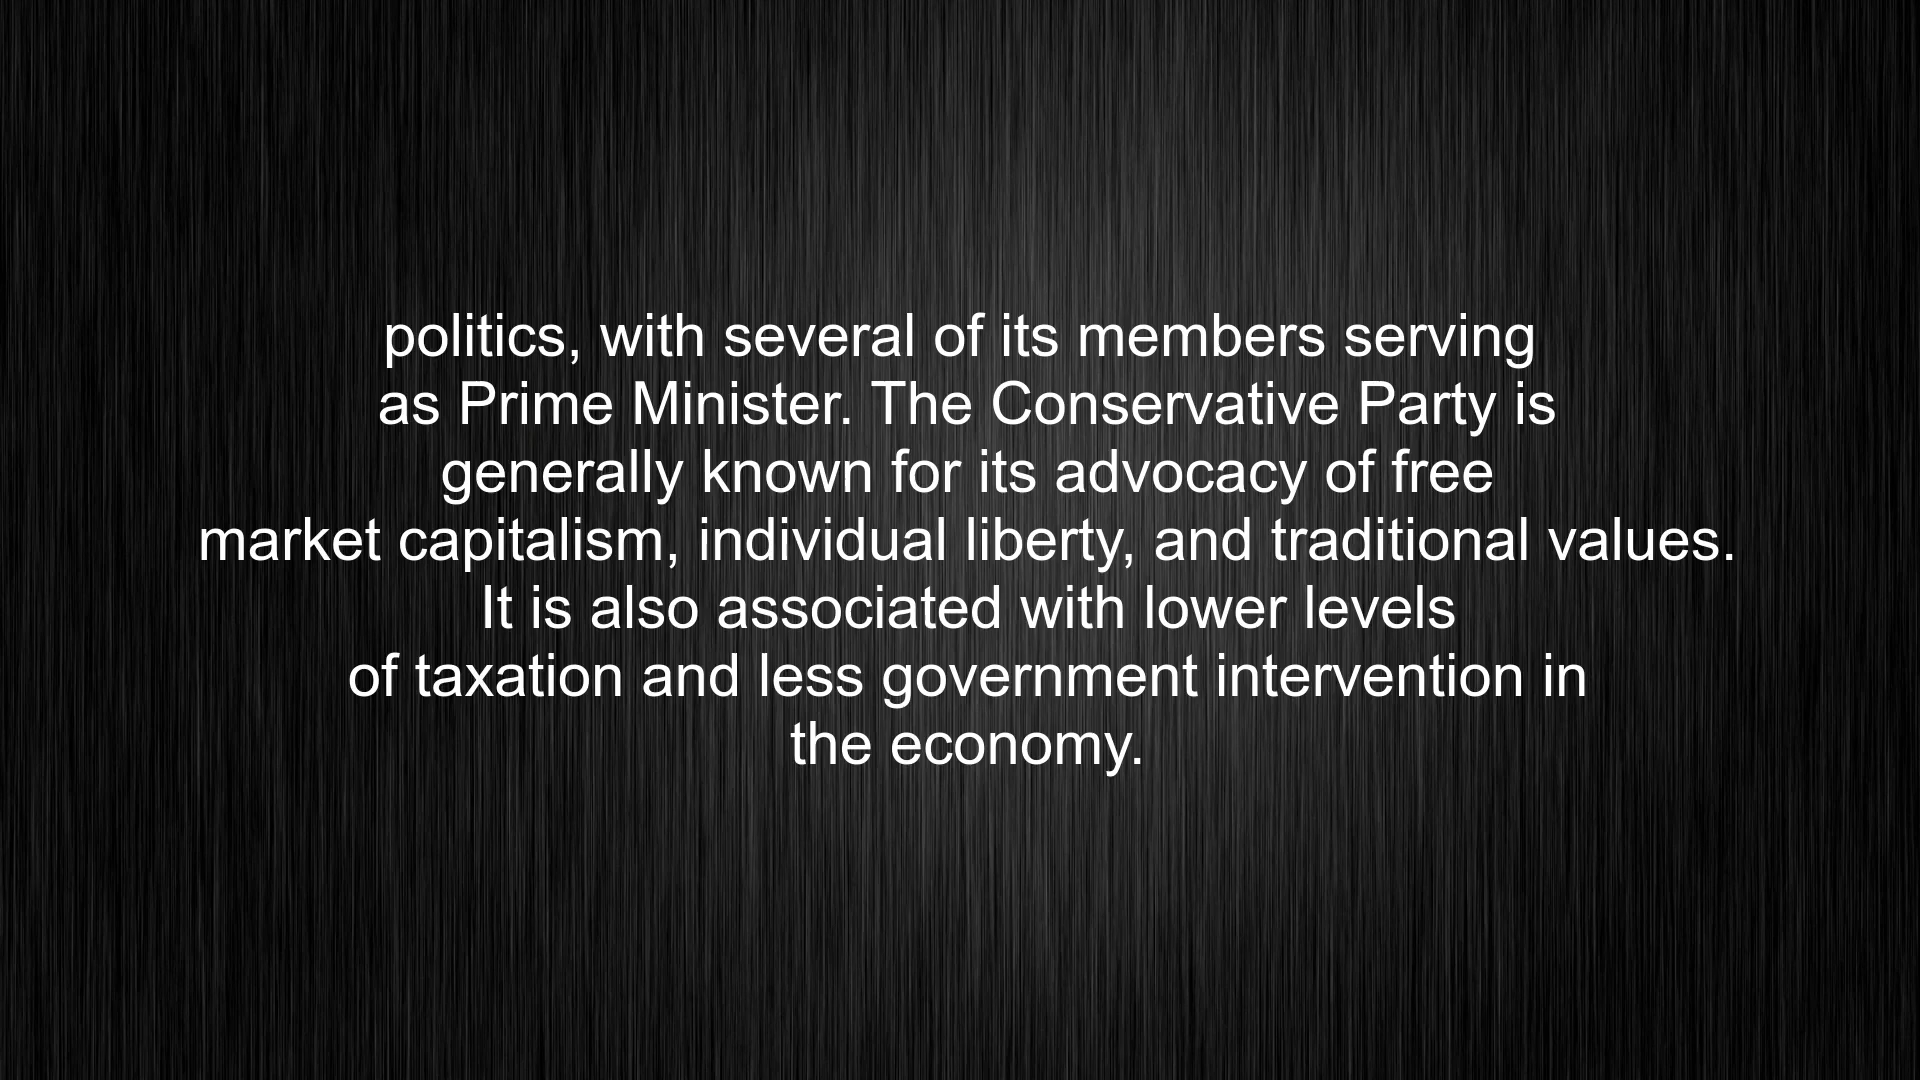 politics, with several of its members serving
as Prime Minister. The Conservative Party is
generally known for its advocacy of free
market capitalism, individual liberty, and traditional values.
It is also associated with lower levels
of taxation and less government intervention in
the economy.